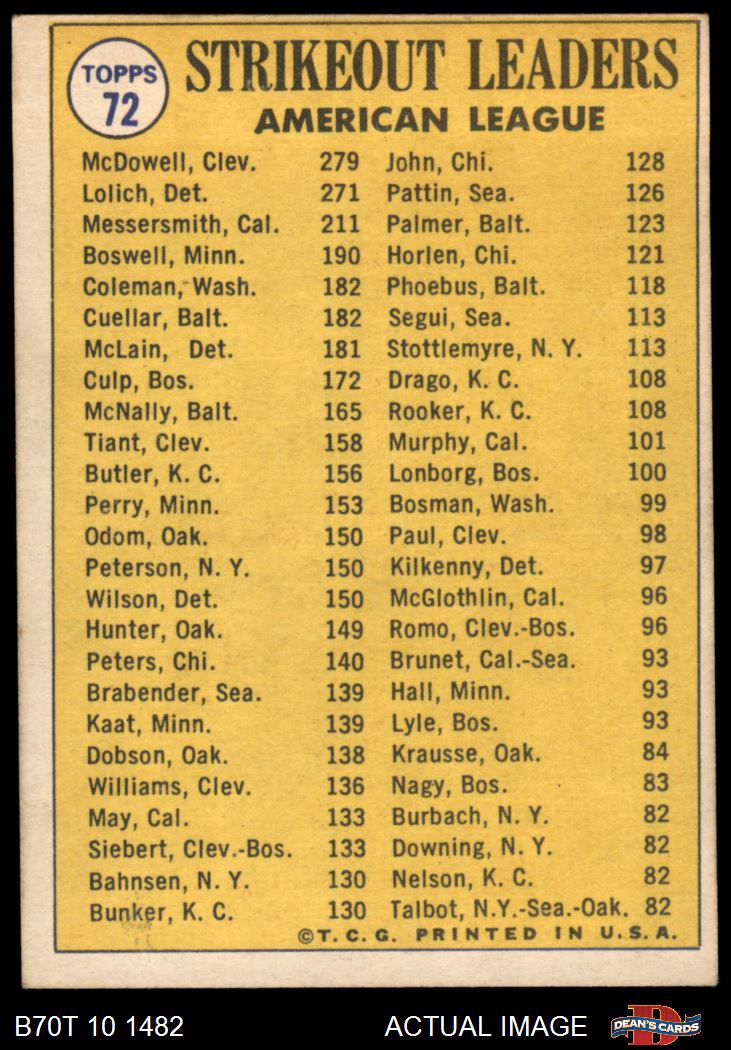 TOPPS
72
STRIKEOUT LEADERS
AMERICAN LEAGUE
McDowell, Clev. 279
Lolich, Det. 271
Messersmith, Cal. 211
Boswell, Minn. 190
Coleman, Wash. 182
Cuellar, Balt. 182
McLain, Det. 181
Culp, Bos. 172
McNally, Balt. 165
Tiant, Clev. 158
Butler, K. C. 156
Perry, Minn. 153
Odom, Oak. 150
Peterson, N. Y. 150
Wilson, Det. 150
Hunter, Oak. 149
Peters, Chi. 140
Brabender, Sea. 139
Kaat, Minn. 139
Dobson, Oak. 138
Williams, Clev. 136
May, Cal. 133
Siebert, Clev.-Bos. 133
Bahnsen, N. Y. 130
Bunker, K. C. 130
John, Chi. 128
Pattin, Sea. 126
Palmer, Balt. 123
Horlen, Chi. 121
Phoebus, Balt. 118
Segui, Sea. 113
Stottlemyre, N. Y. 113
Drago, K. C. 108
Rooker, K. C. 108
Murphy, Cal. 101
Lonborg, Bos. 100
Bosman, Wash. 99
Paul, Clev. 98
Kilkenny, Det. 97
McGlothlin, Cal. 96
Romo, Clev.-Bos. 96
Brunet, Cal.-Sea. 93
Hall, Minn. 93
Lyle, Bos. 93
Krausse, Oak. 84
Nagy, Bos. 83
Burbach, N. Y. 82
Downing, N. Y. 82
Nelson, K. C. 82
Talbot, N.Y.-Sea.-Oak. 82
©T. C. G. PRINTED IN U.S.A.
B70T 10 1482
ACTUAL IMAGE
D
DEAN'S CARDS